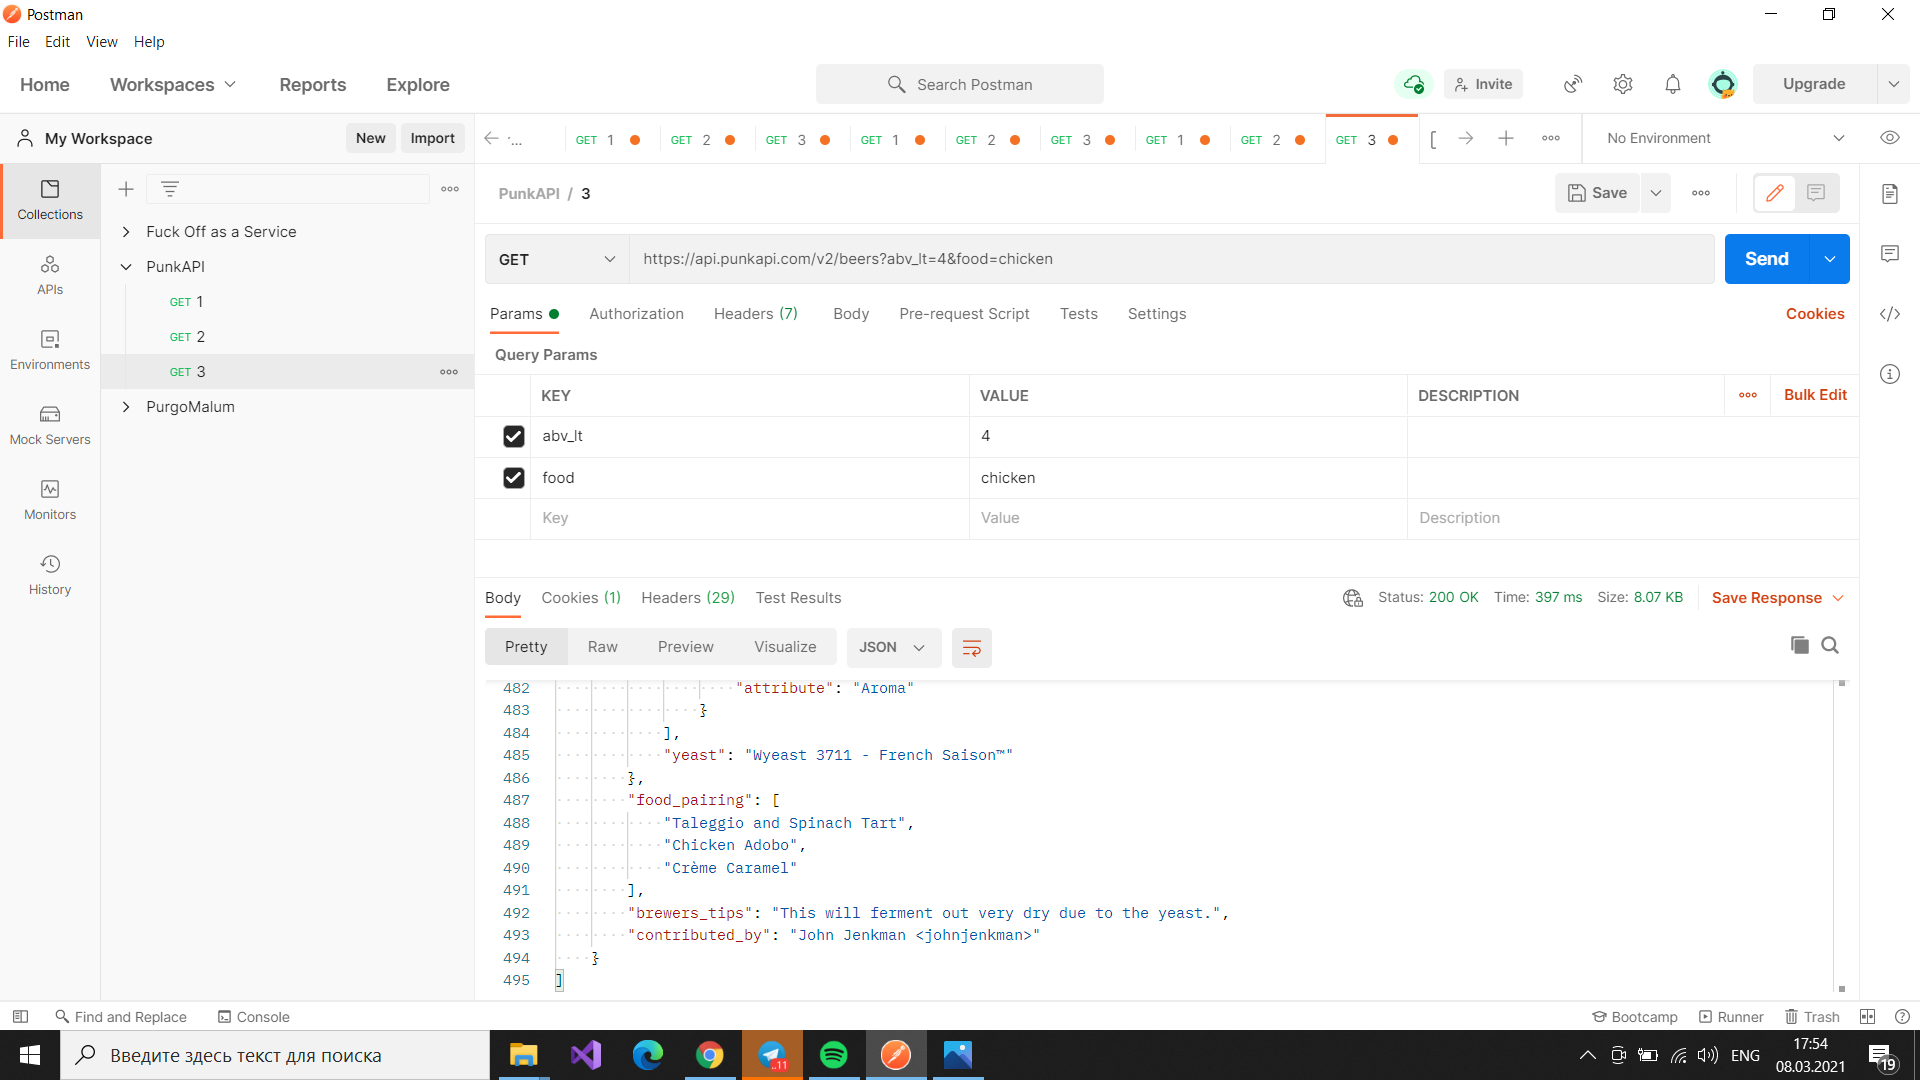 Postman
File Edit View Help
Home Workspaces Reports Explore
Search Postman
Invite
Upgrade
My Workspace
New Import
... GET 1 GET 2 GET 3 GET 1 GET 2 GET 3 GET 1 GET 2 GET 3
No Environment
Collections
APIs
Environments
Mock Servers
Monitors
History
Fuck Off as a Service
PunkAPI
GET 1
GET 2
GET 3
PurgoMalum
PunkAPI / 3
Save
GET https://api.punkapi.com/v2/beers?abv_lt=4&food=chicken
Send
Params Authorization Headers (7) Body Pre-request Script Tests Settings Cookies
Query Params
KEY VALUE DESCRIPTION Bulk Edit
abv_lt 4
food chicken
Key Value Description
Body Cookies (1) Headers (29) Test Results Status: 200 OK Time: 397 ms Size: 8.07 KB Save Response
Pretty Raw Preview Visualize JSON
482 "attribute": "Aroma"
483 }
484 ],
485 "yeast": "Wyeast 3711 - French Saison™"
486 },
487 "food_pairing": [
488 "Taleggio and Spinach Tart",
489 "Chicken Adobo",
490 "Crème Caramel"
491 ],
492 "brewers_tips": "This will ferment out very dry due to the yeast.",
493 "contributed_by": "John Jenkman <johnjenkman>"
494 }
495 ]
Find and Replace Console
Bootcamp Runner Trash
Введите здесь текст для поиска
..11
ENG
17:54
08.03.2021
19